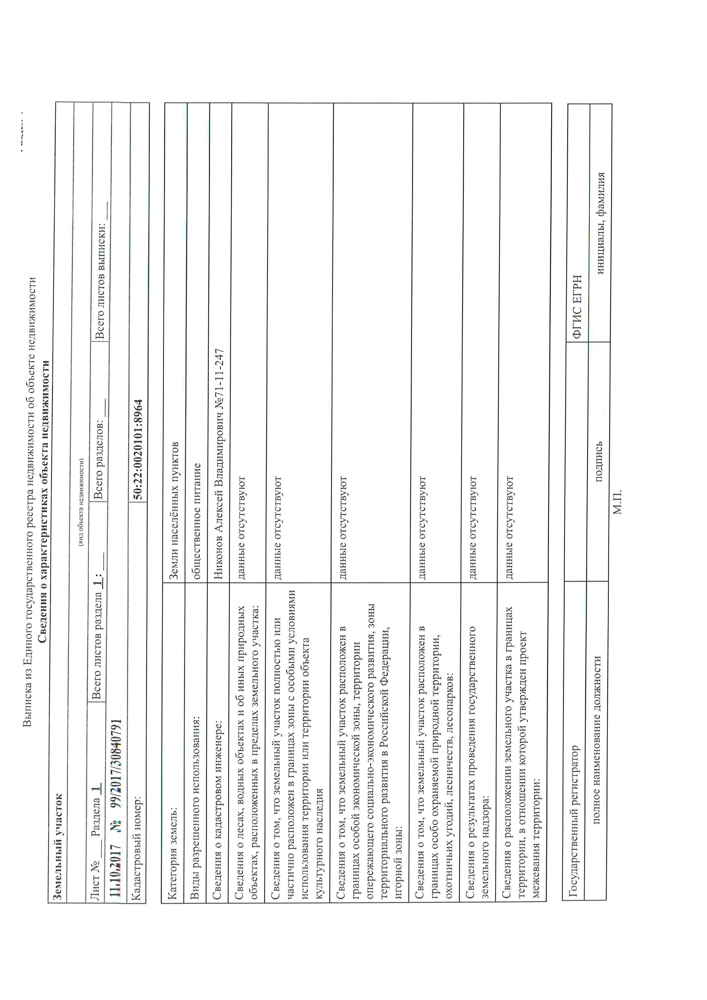 Выписка из Единого государственного реестра недвижимости об объекте недвижимости
Сведения о характеристиках объекта недвижимости
Земельный участок
(вид объекта недвижимости)
Лист № ___ Раздела 1 Всего листов раздела 1 : ___ Всего разделов: ___ Всего листов выписки: ___
11.10.2017 № 99/2017/30840791
Кадастровый номер: 50:22:0020101:8964
Категория земель: Земли населённых пунктов
Виды разрешенного использования: общественное питание
Сведения о кадастровом инженере: Никонов Алексей Владимирович №71-11-247
Сведения о лесах, водных объектах и об иных природных
объектах, расположенных в пределах земельного участка:
данные отсутствуют
Сведения о том, что земельный участок полностью или
частично расположен в границах зоны с особыми условиями
использования территории или территории объекта
культурного наследия
данные отсутствуют
Сведения о том, что земельный участок расположен в
границах особой экономической зоны, территории
опережающего социально-экономического развития, зоны
территориального развития в Российской Федерации,
игорной зоны:
данные отсутствуют
Сведения о том, что земельный участок расположен в
границах особо охраняемой природной территории,
охотничьих угодий, лесничеств, лесопарков:
данные отсутствуют
Сведения о результатах проведения государственного
земельного надзора:
данные отсутствуют
Сведения о расположении земельного участка в границах
территории, в отношении которой утвержден проект
межевания территории:
данные отсутствуют
Государственный регистратор ФГИС ЕГРН
полное наименование должности подпись инициалы, фамилия
М.П.